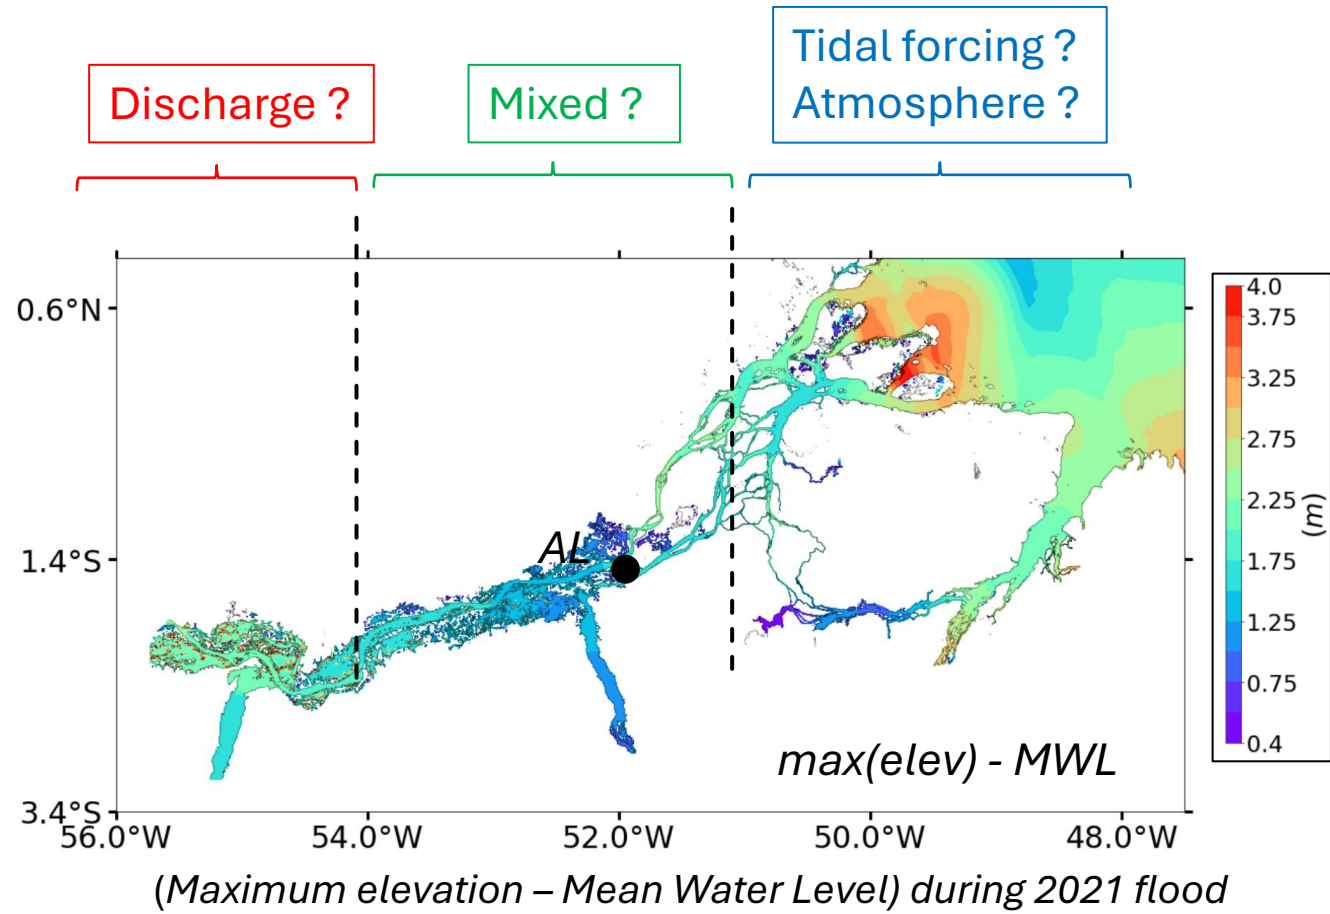 Discharge ?
Mixed ?
Tidal forcing ?
Atmosphere ?
0.6°N
1.4°S
3.4°S
56.0°W
54.0°W
52.0°W
50.0°W
48.0°W
AL
max(elev) - MWL
4.0
3.75
3.25
2.75
2.25
1.75
1.25
0.75
0.4
(m)
(Maximum elevation – Mean Water Level) during 2021 flood